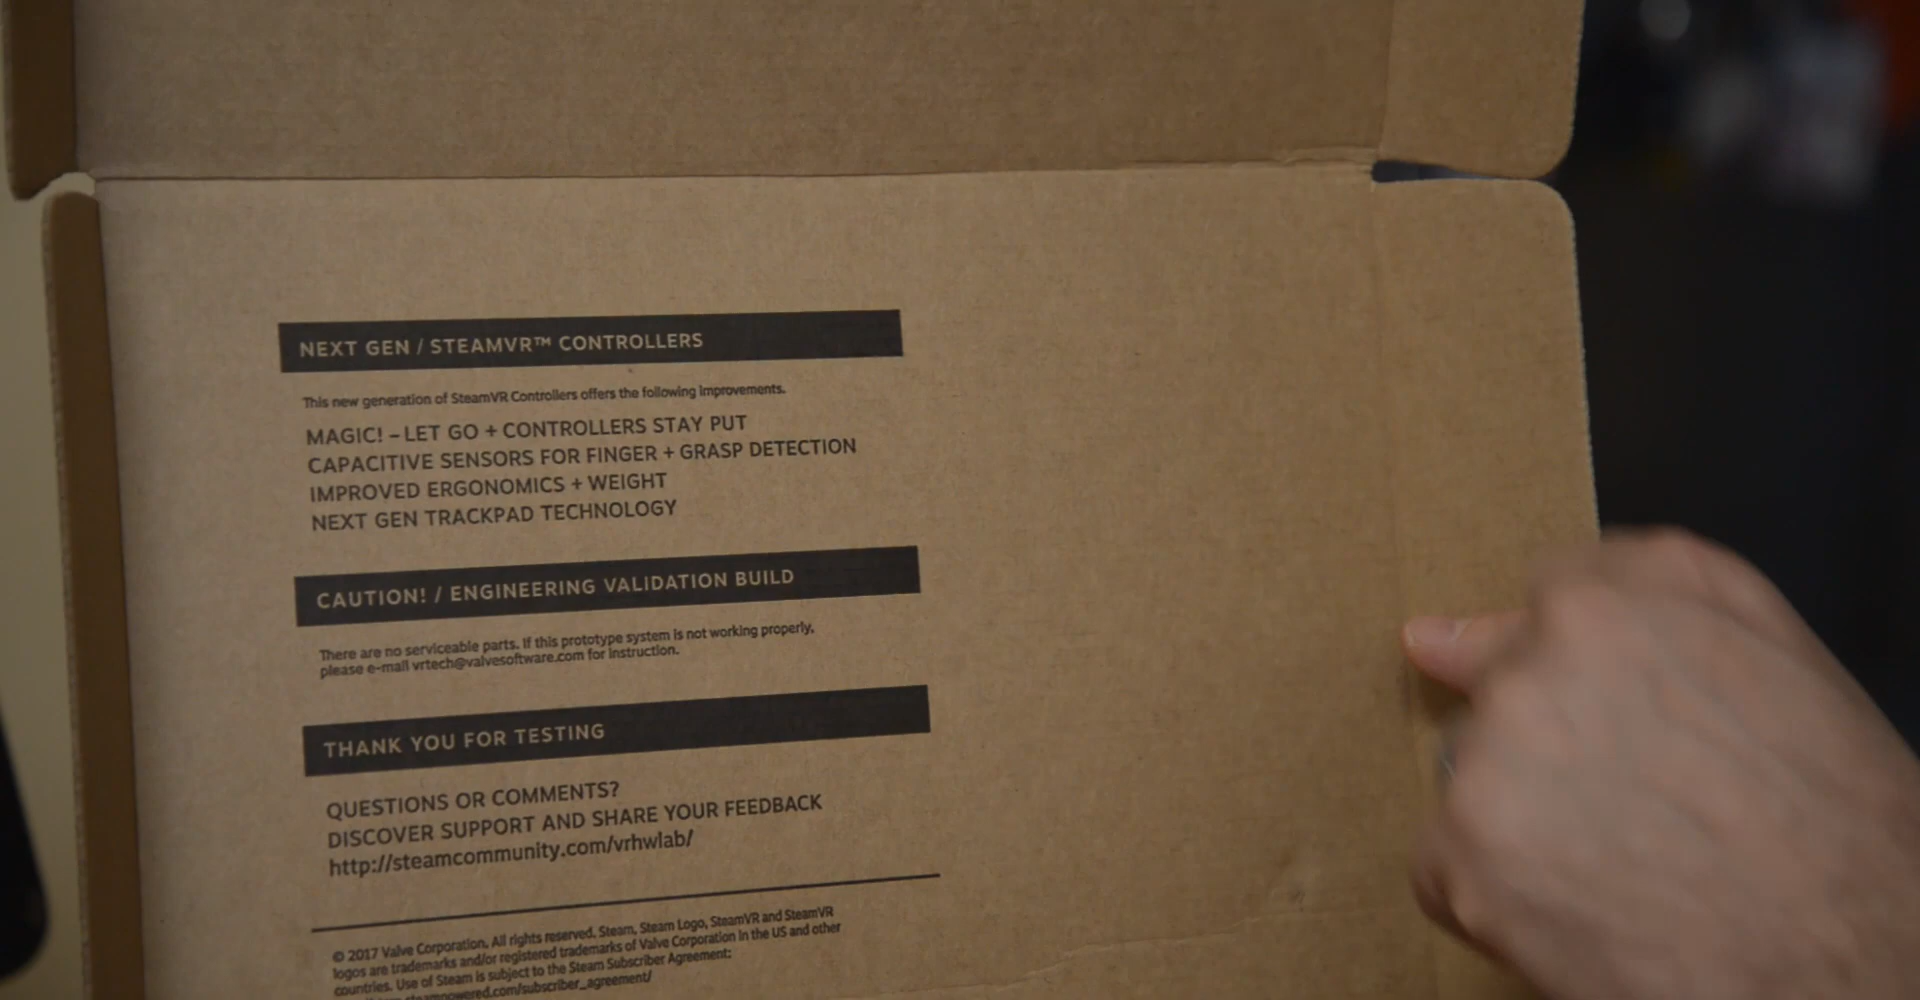 NEXT GEN / STEAMVR™ CONTROLLERS
This new generation of SteamVR Controllers offers the following improvements.
MAGIC! – LET GO + CONTROLLERS STAY PUT
CAPACITIVE SENSORS FOR FINGER + GRASP DETECTION
IMPROVED ERGONOMICS + WEIGHT
NEXT GEN TRACKPAD TECHNOLOGY
CAUTION! / ENGINEERING VALIDATION BUILD
There are no serviceable parts. If this prototype system is not working properly,
please e-mail vrtech@valvesoftware.com for instruction.
THANK YOU FOR TESTING
QUESTIONS OR COMMENTS?
DISCOVER SUPPORT AND SHARE YOUR FEEDBACK
http://steamcommunity.com/vrhwlab/
© 2017 Valve Corporation. All rights reserved. Steam, Steam Logo, SteamVR and SteamVR
logos are trademarks and/or registered trademarks of Valve Corporation in the US and other
countries. Use of Steam is subject to the Steam Subscriber Agreement:
steampowered.com/subscriber_agreement/